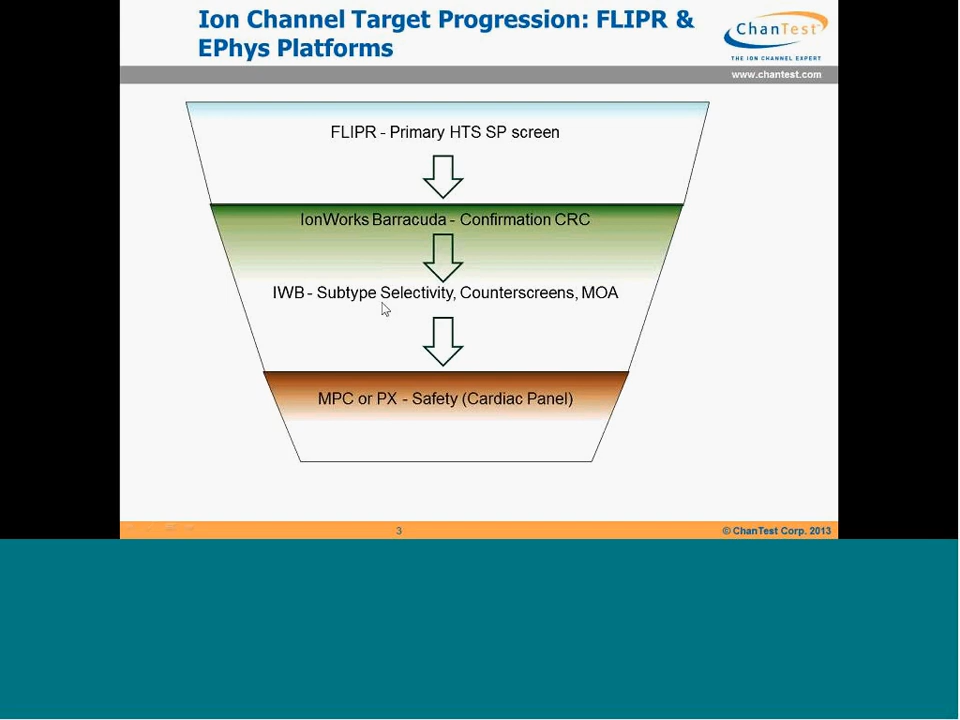 Ion Channel Target Progression: FLIPR &
EPhys Platforms
ChanTest
THE ION CHANNEL EXPERT
www.chantest.com
FLIPR - Primary HTS SP screen
IonWorks Barracuda - Confirmation CRC
IWB - Subtype Selectivity, Counterscreens, MOA
MPC or PX - Safety (Cardiac Panel)
3
© ChanTest Corp. 2013